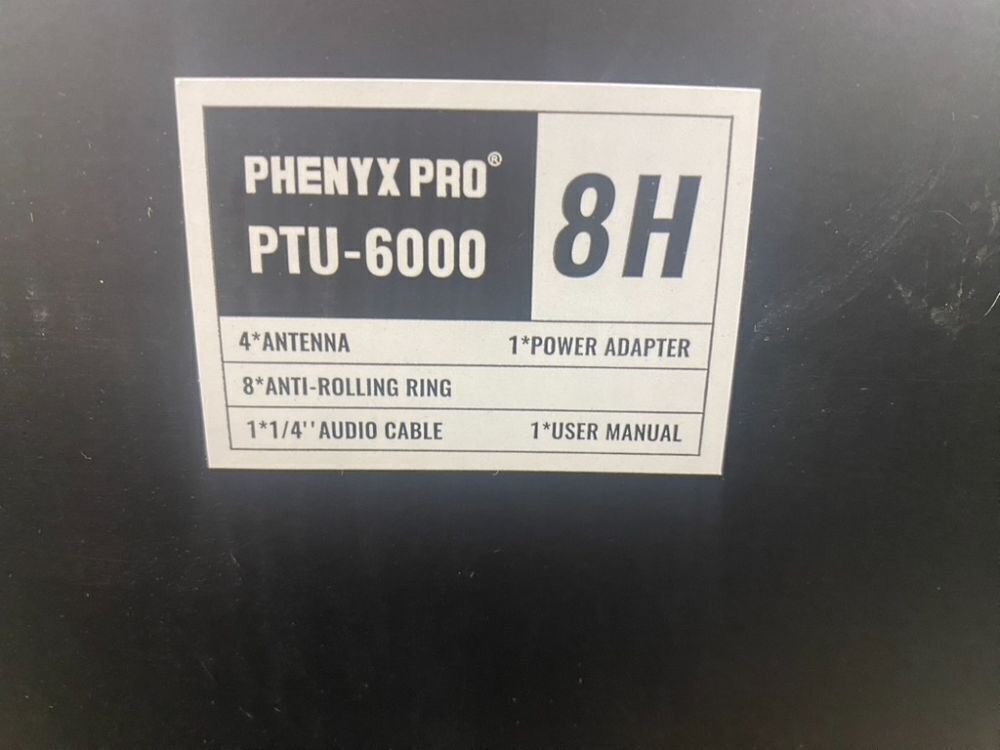 PHENYX PRO®
PTU-6000
8H
4*ANTENNA 1*POWER ADAPTER
8*ANTI-ROLLING RING
1*1/4''AUDIO CABLE 1*USER MANUAL